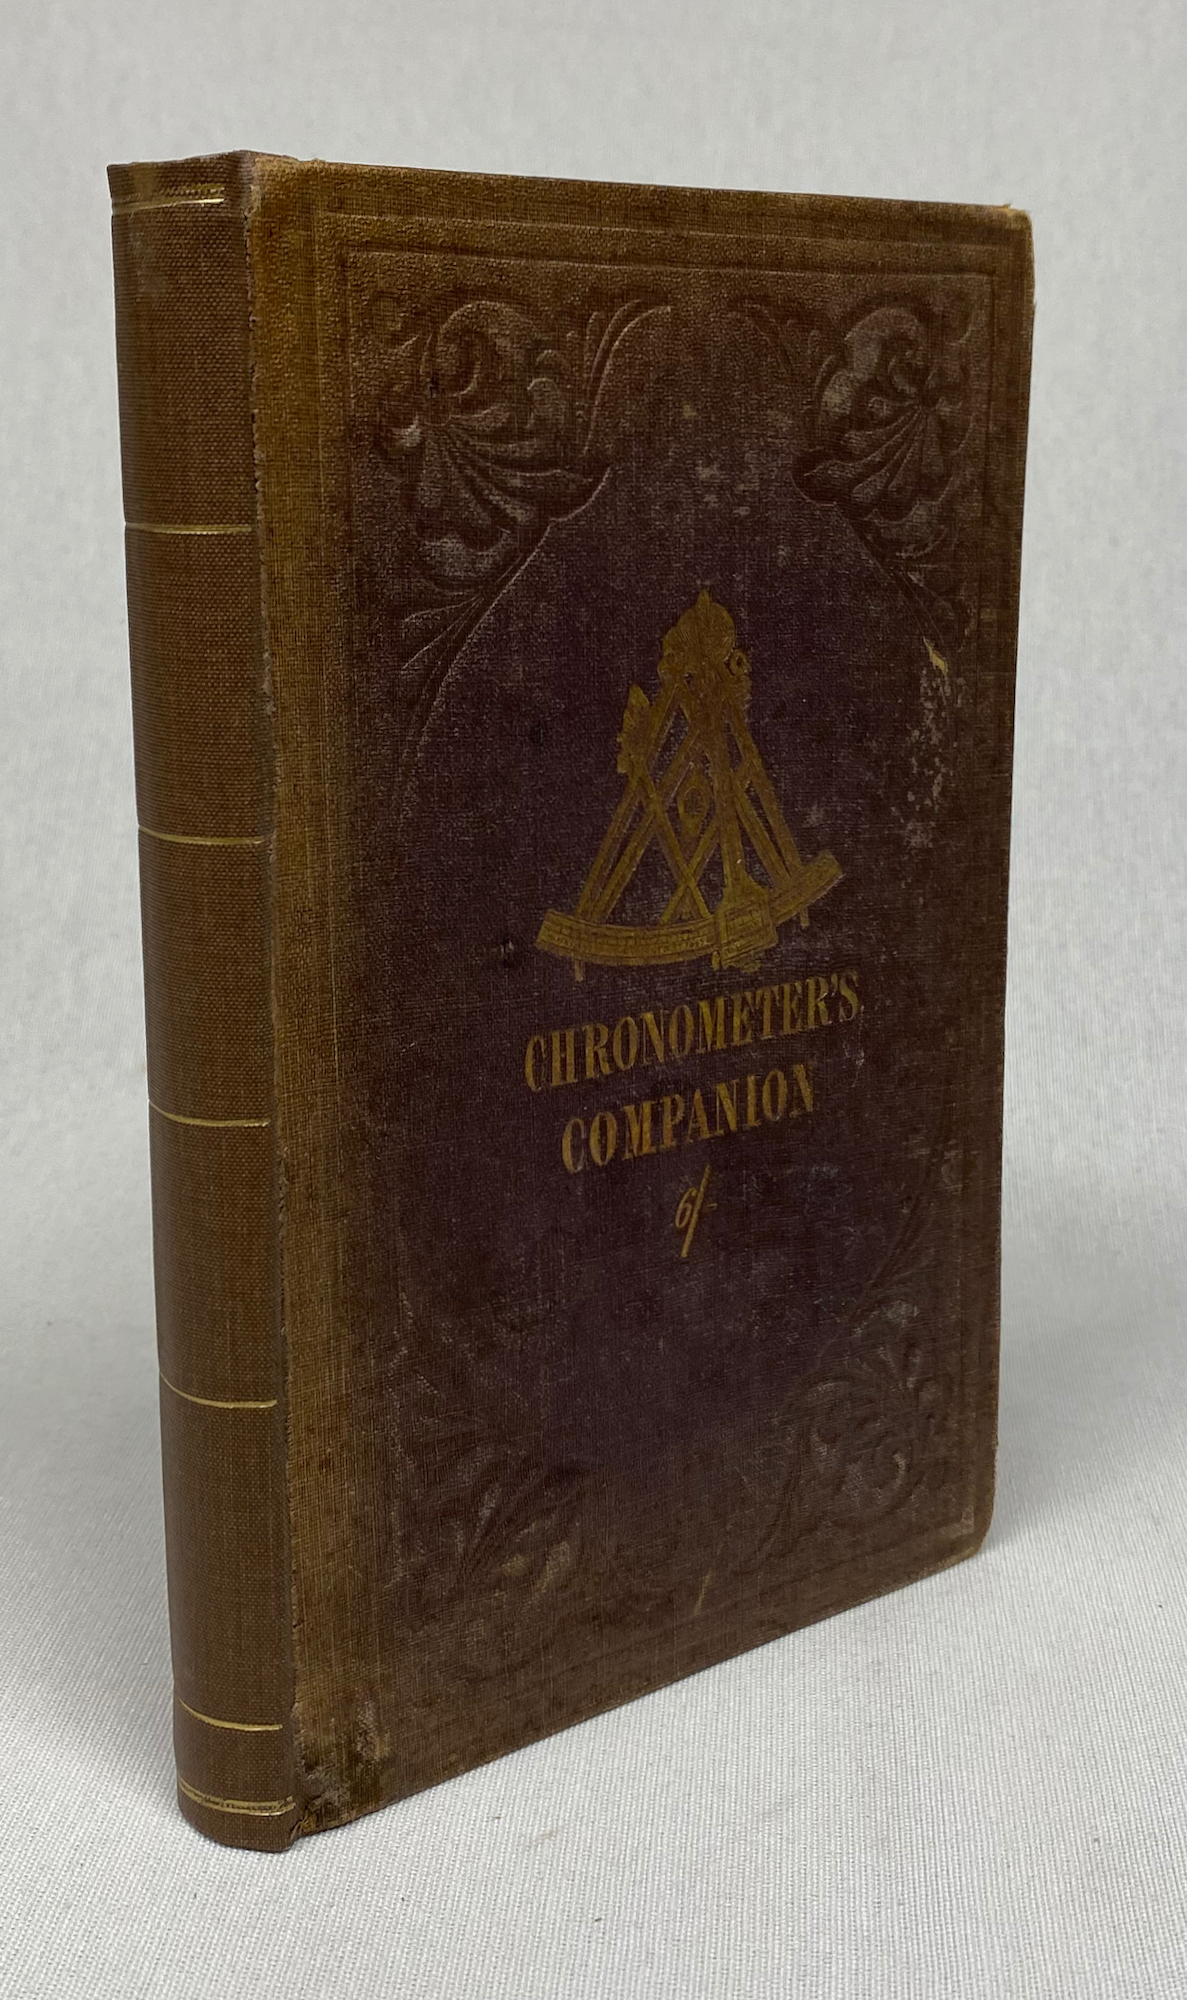 CHRONOMETER'S
COMPANION
6/-